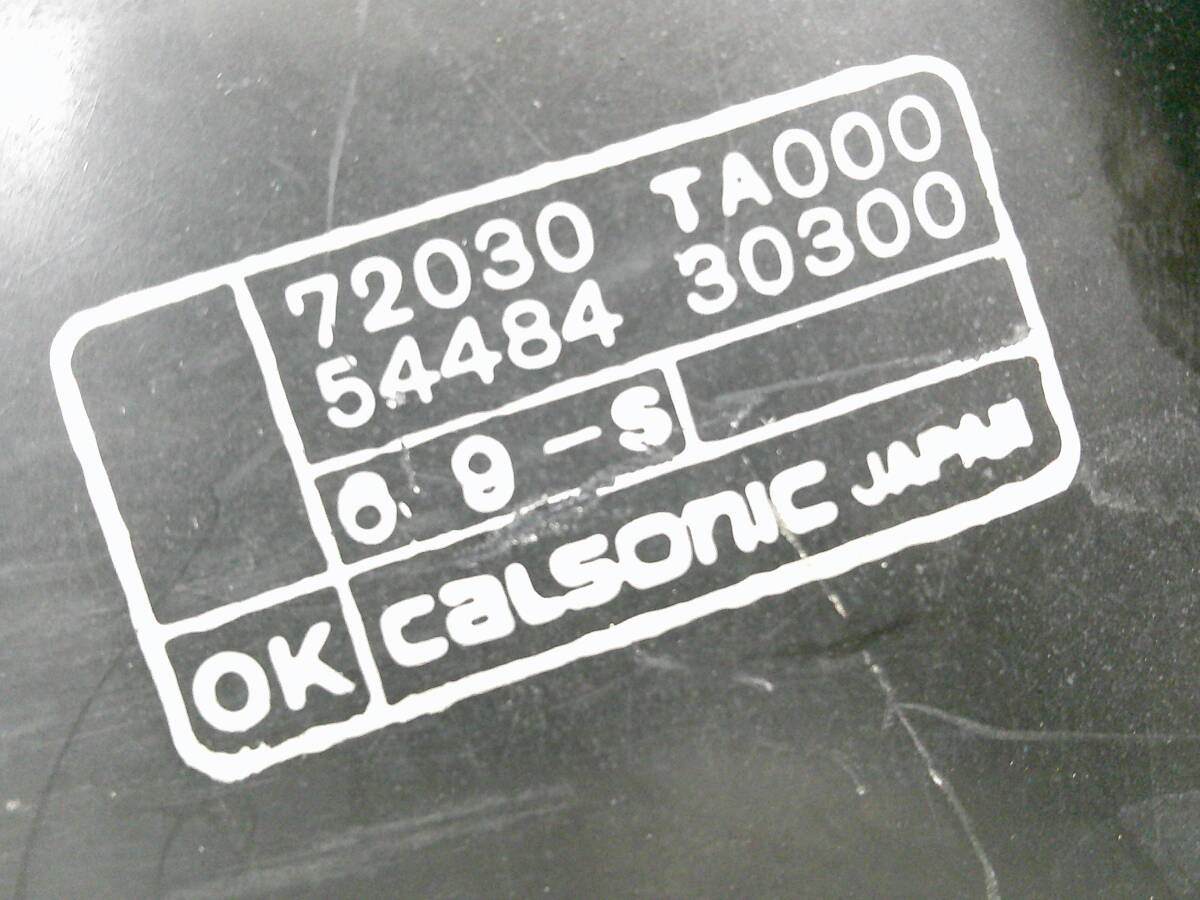 72030 TA000
54484 30300
6. 9-S
OK
CALSONIC JAPAN